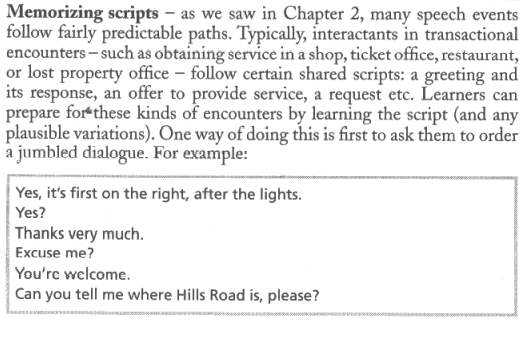 Memorizing scripts – as we saw in Chapter 2, many speech events
follow fairly predictable paths. Typically, interactants in transactional
encounters – such as obtaining service in a shop, ticket office, restaurant,
or lost property office – follow certain shared scripts: a greeting and
its response, an offer to provide service, a request etc. Learners can
prepare for these kinds of encounters by learning the script (and any
plausible variations). One way of doing this is first to ask them to order
a jumbled dialogue. For example:
Yes, it's first on the right, after the lights.
Yes?
Thanks very much.
Excuse me?
You're welcome.
Can you tell me where Hills Road is, please?